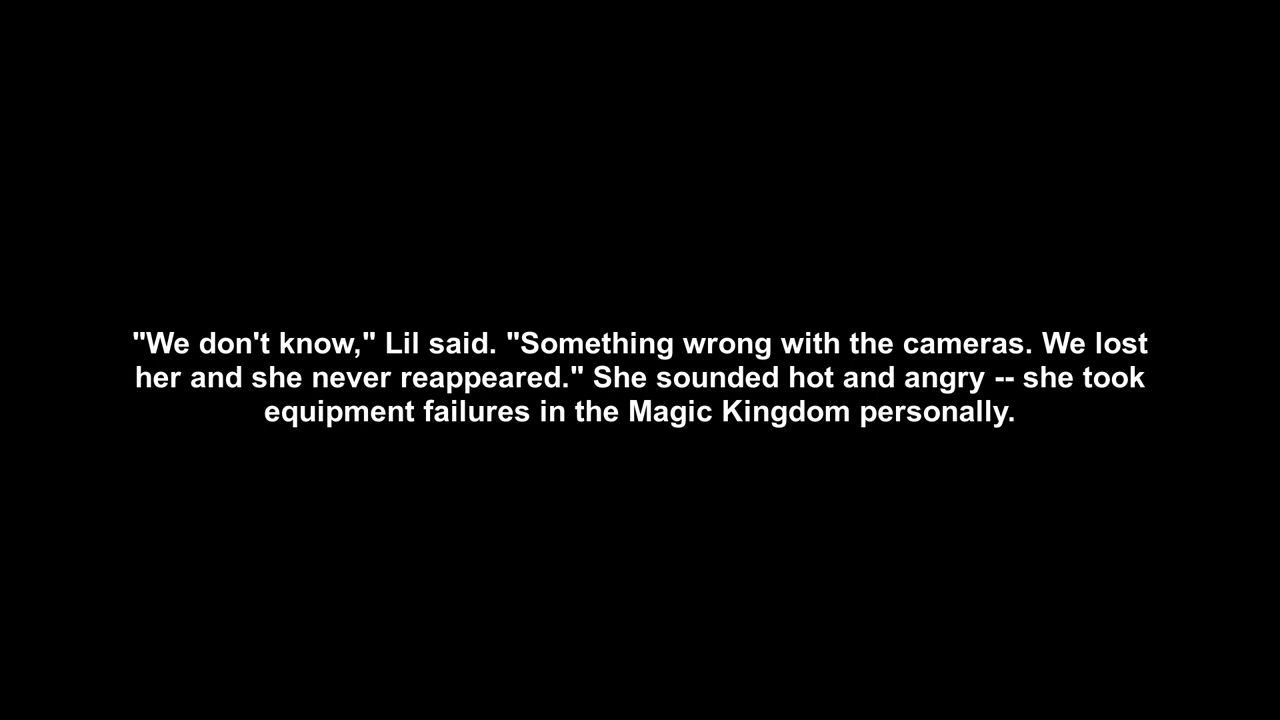 "We don't know," Lil said. "Something wrong with the cameras. We lost
her and she never reappeared." She sounded hot and angry -- she took
equipment failures in the Magic Kingdom personally.